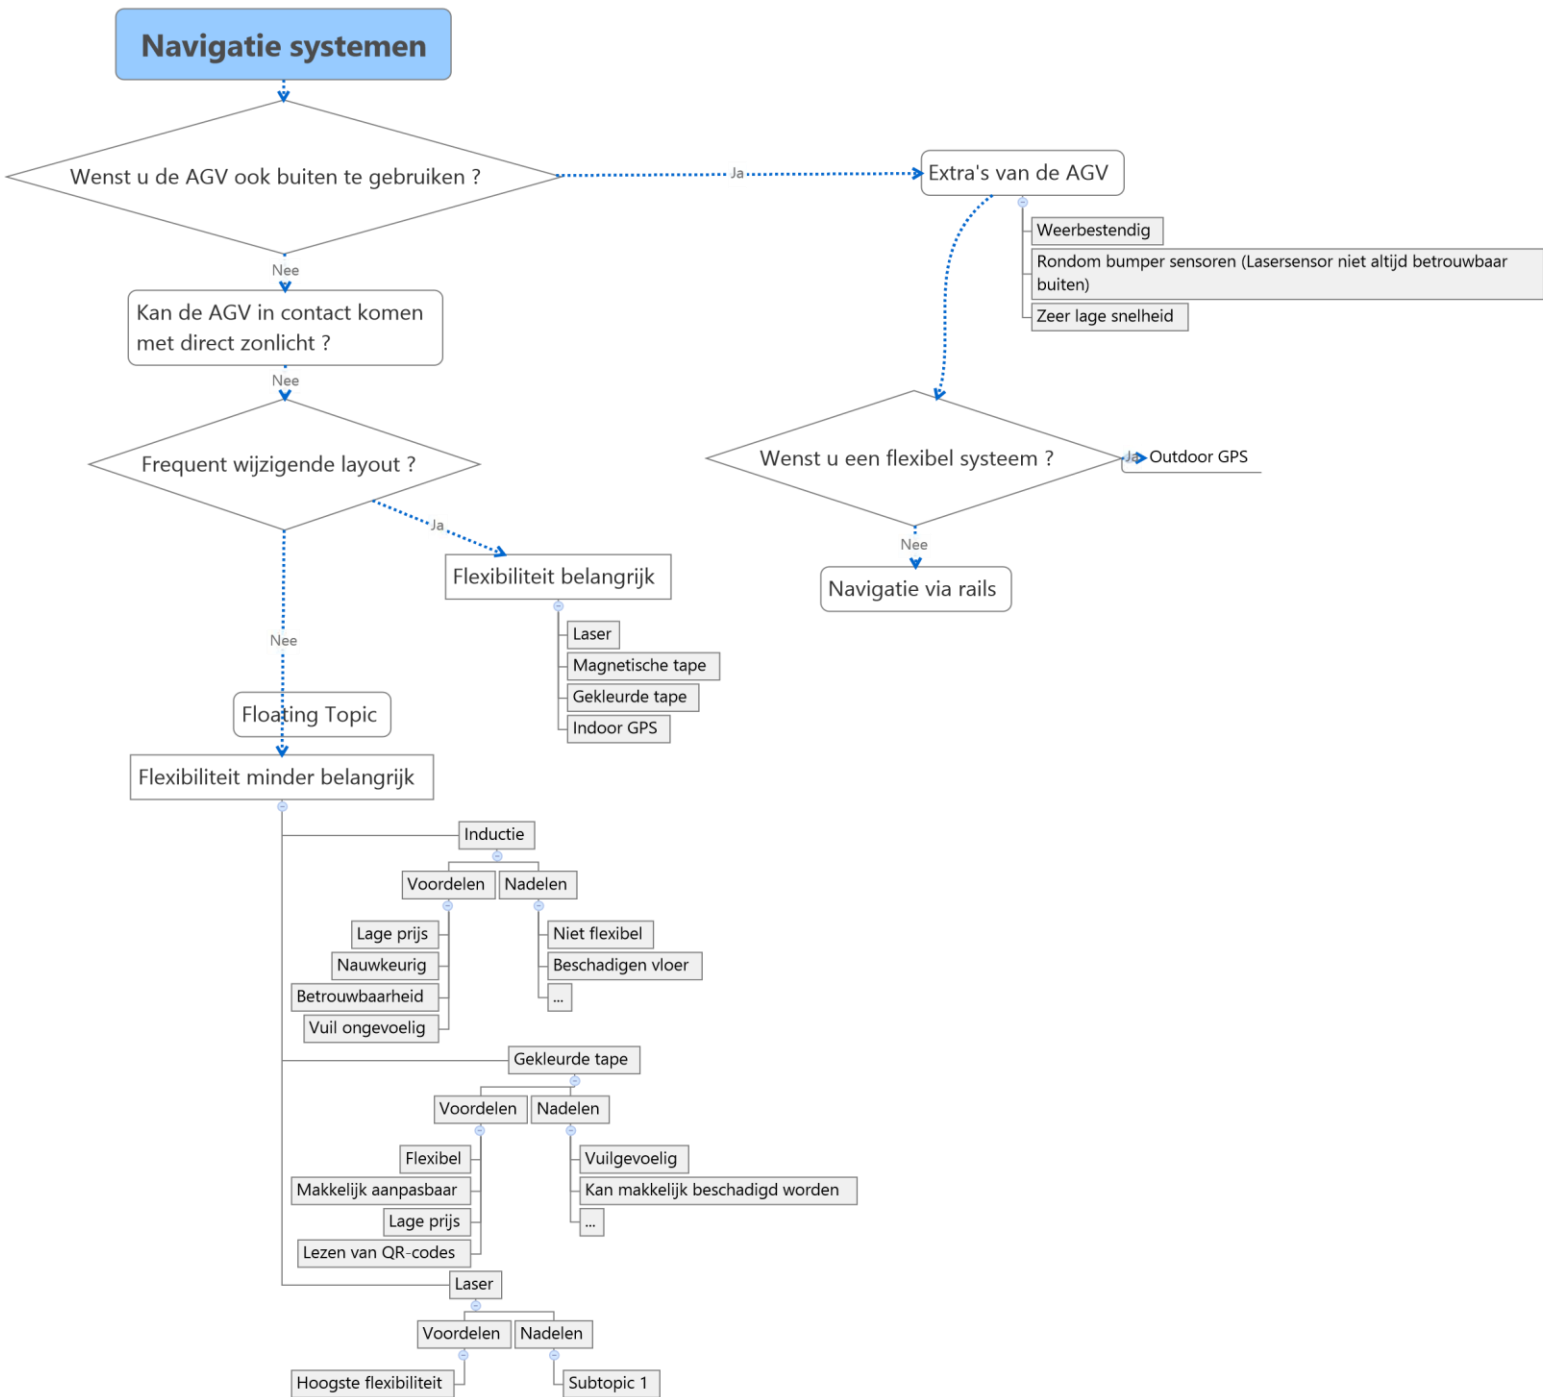 Navigatie systemen
Wenst u de AGV ook buiten te gebruiken ?
Ja
Extra's van de AGV
Weerbestendig
Rondom bumper sensoren (Lasersensor niet altijd betrouwbaar
buiten)
Zeer lage snelheid
Nee
Kan de AGV in contact komen
met direct zonlicht ?
Nee
Frequent wijzigende layout ?
Wenst u een flexibel systeem ?
Ja
Outdoor GPS
Nee
Navigatie via rails
Ja
Flexibiliteit belangrijk
Laser
Magnetische tape
Gekleurde tape
Indoor GPS
Nee
Floating Topic
Flexibiliteit minder belangrijk
Inductie
Voordelen
Nadelen
Lage prijs
Nauwkeurig
Betrouwbaarheid
Vuil ongevoelig
Niet flexibel
Beschadigen vloer
...
Gekleurde tape
Voordelen
Nadelen
Flexibel
Makkelijk aanpasbaar
Lage prijs
Lezen van QR-codes
Vuilgevoelig
Kan makkelijk beschadigd worden
...
Laser
Voordelen
Nadelen
Hoogste flexibiliteit
Subtopic 1